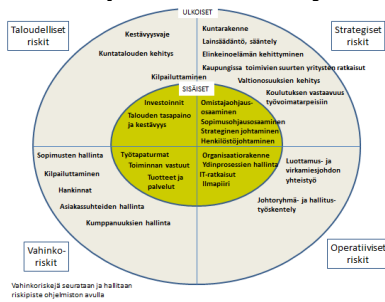 ULKOISET
Taloudelliset
riskit
Strategiset
riskit
Kestävyysvaje
Kuntatalouden kehitys
Kilpailuttaminen
Kuntarakenne
Lainsäädäntö, sääntely
Elinkeinoelämän kehittyminen
Kaupungissa toimivien suurten yritysten ratkaisut
Valtionosuuksien kehitys
Koulutuksen vastaavuus
työvoimatarpeisiin
SISÄISET
Investoinnit
Talouden tasapaino
ja kestävyys
Omistajaohjaus-
osaaminen
Sopimusohjausosaaminen
Strateginen johtaminen
Henkilöstöjohtaminen
Työtapaturmat
Toiminnan vastuut
Tuotteet ja
palvelut
Organisaatiorakenne
Ydinprosessien hallinta
IT-ratkaisut
Ilmapiiri
Sopimusten hallinta
Kilpailuttaminen
Hankinnat
Asiakassuhteiden hallinta
Kumppanuuksien hallinta
Luottamus- ja
virkamiesjohdon
yhteistyö
Johtoryhmä- ja hallitus-
työskentely
Vahinko-
riskit
Operatiiviset
riskit
Vahinkoriskejä seurataan ja hallitaan
riskipiste ohjelmiston avulla